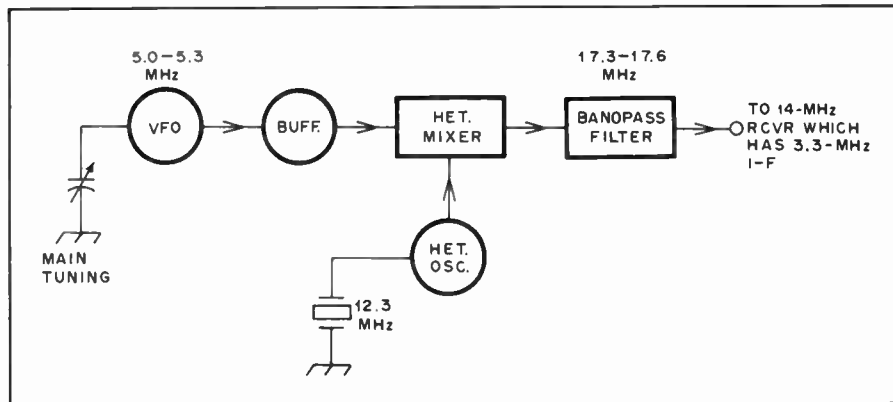 5.0–5.3
MHz
VFO
BUFF.
HET.
MIXER
17.3–17.6
MHz
BANOPASS
FILTER
TO 14-MHz
RCVR WHICH
HAS 3.3-MHz
I-F
MAIN
TUNING
HET.
OSC.
12.3
MHz